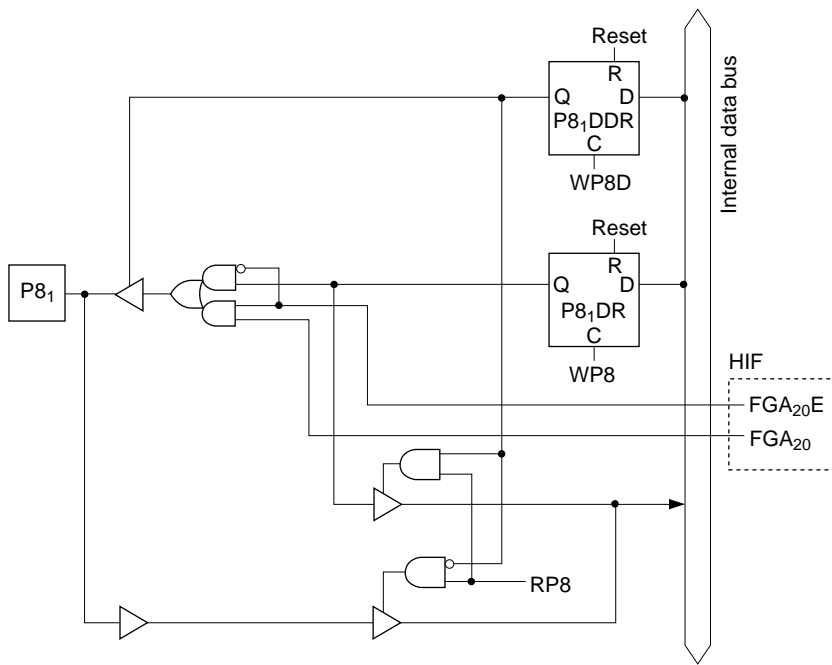 Reset
R
Q D
P8₁DDR
C
WP8D
Internal data bus
Reset
R
Q D
P8₁DR
C
WP8
P8₁
HIF
FGA₂₀E
FGA₂₀
RP8